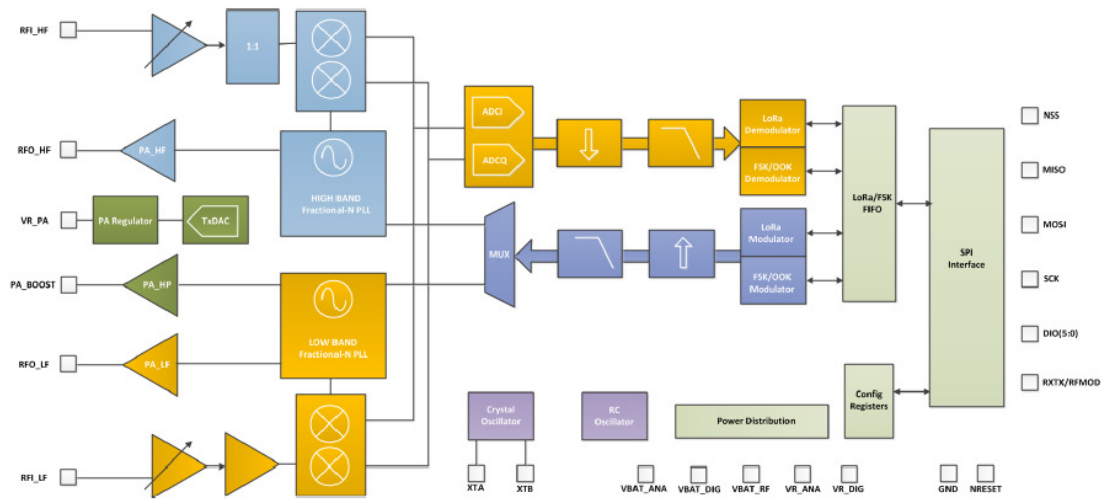 RFI_HF
1:1
RFO_HF
PA_HF
HIGH BAND
Fractional-N PLL
VR_PA
PA Regulator
TxDAC
PA_BOOST
PA_HP
RFO_LF
PA_LF
LOW BAND
Fractional-N PLL
RFI_LF
ADCI
ADCQ
MUX
LoRa
Demodulator
FSK/OOK
Demodulator
LoRa
Modulator
FSK/OOK
Modulator
LoRa/FSK
FIIFO
SPI
Interface
NSS
MISO
MOSI
SCK
DIO(5:0)
RXTX/RFMOD
Crystal
Oscillator
RC
Oscillator
Power Distribution
Config
Registers
XTA
XTB
VBAT_ANA
VBAT_DIG
VBAT_RF
VR_ANA
VR_DIG
GND
NRESET